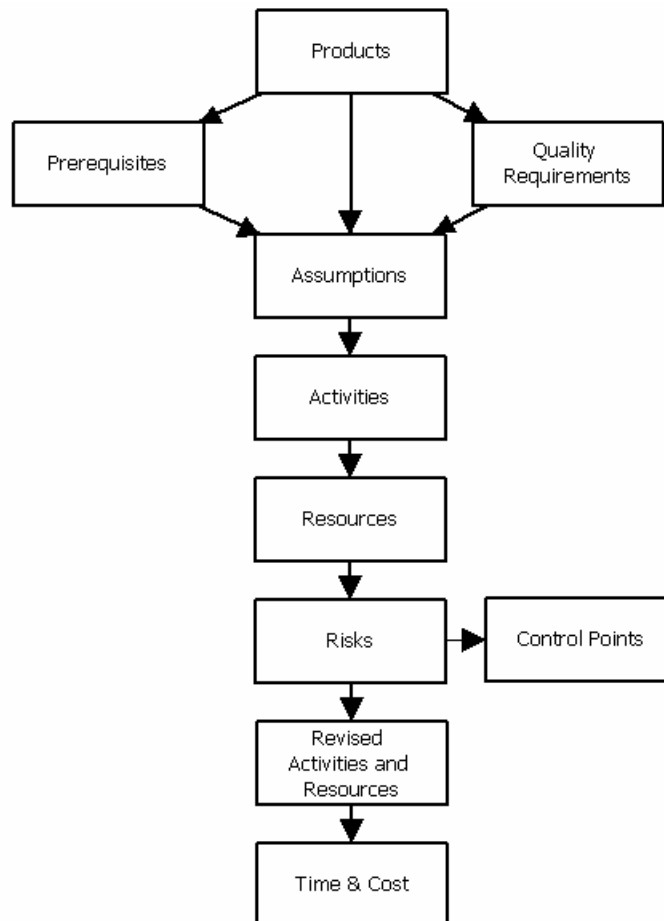 Products
Prerequisites
Quality
Requirements
Assumptions
Activities
Resources
Risks
Control Points
Revised
Activities and
Resources
Time & Cost